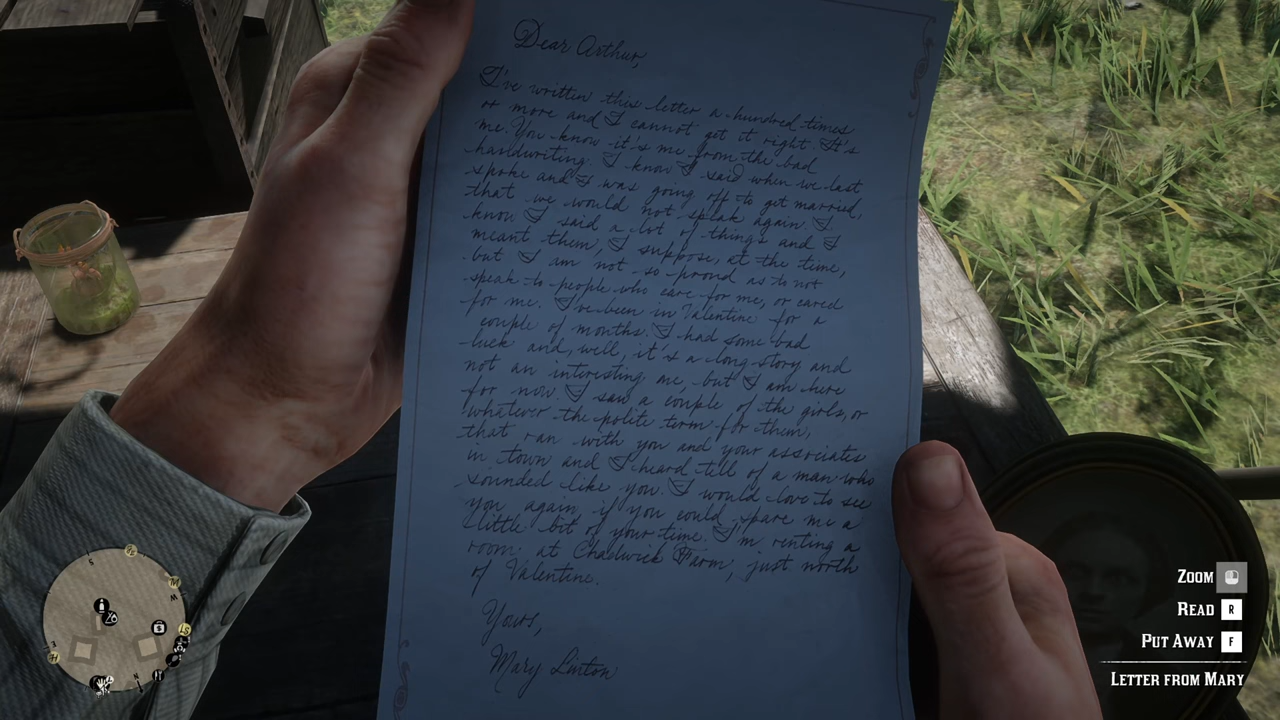 Dear Arthur,
I've written this letter a hundred times
or more and I cannot get it right. It's
me. You know it's me from the bad
handwriting. I know I said when we last
spoke and I was going off to get married,
that we would not speak again. I
know I said a lot of things and I
meant them, I suppose, at the time,
but I am not so proud as to not
speak to people who care for me, or cared
for me. I've been in Valentine for a
couple of months. I had some bad
luck and, well, it is a long story and
not an interesting one, but I am here
for now. I saw a couple of the girls, or
whatever the polite term for them,
that ran with you and your associates
in town and I heard tell of a man who
sounded like you. I would love to see
you again if you could spare me a
little bit of your time. I'm renting a
room at Chadwick Farm, just north
of Valentine.
Yours,
Mary Linton
ZOOM
READ R
PUT AWAY F
LETTER FROM MARY